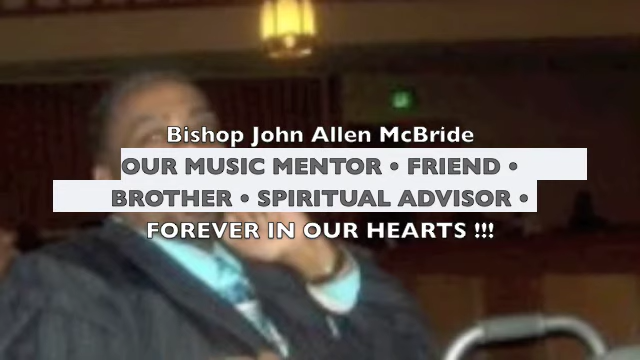 Bishop John Allen McBride
OUR MUSIC MENTOR • FRIEND •
BROTHER • SPIRITUAL ADVISOR •
FOREVER IN OUR HEARTS !!!